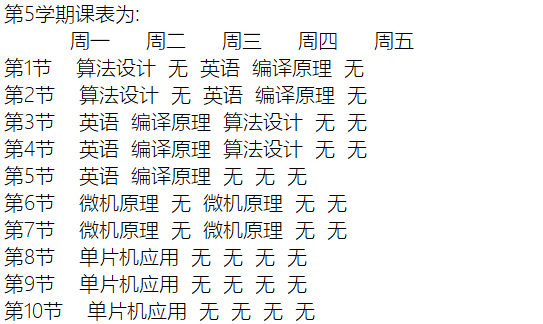 第5学期课表为:
周一 周二 周三 周四 周五
第1节 算法设计 无 英语 编译原理 无
第2节 算法设计 无 英语 编译原理 无
第3节 英语 编译原理 算法设计 无 无
第4节 英语 编译原理 算法设计 无 无
第5节 英语 编译原理 无 无 无
第6节 微机原理 无 微机原理 无 无
第7节 微机原理 无 微机原理 无 无
第8节 单片机应用 无 无 无 无
第9节 单片机应用 无 无 无 无
第10节 单片机应用 无 无 无 无